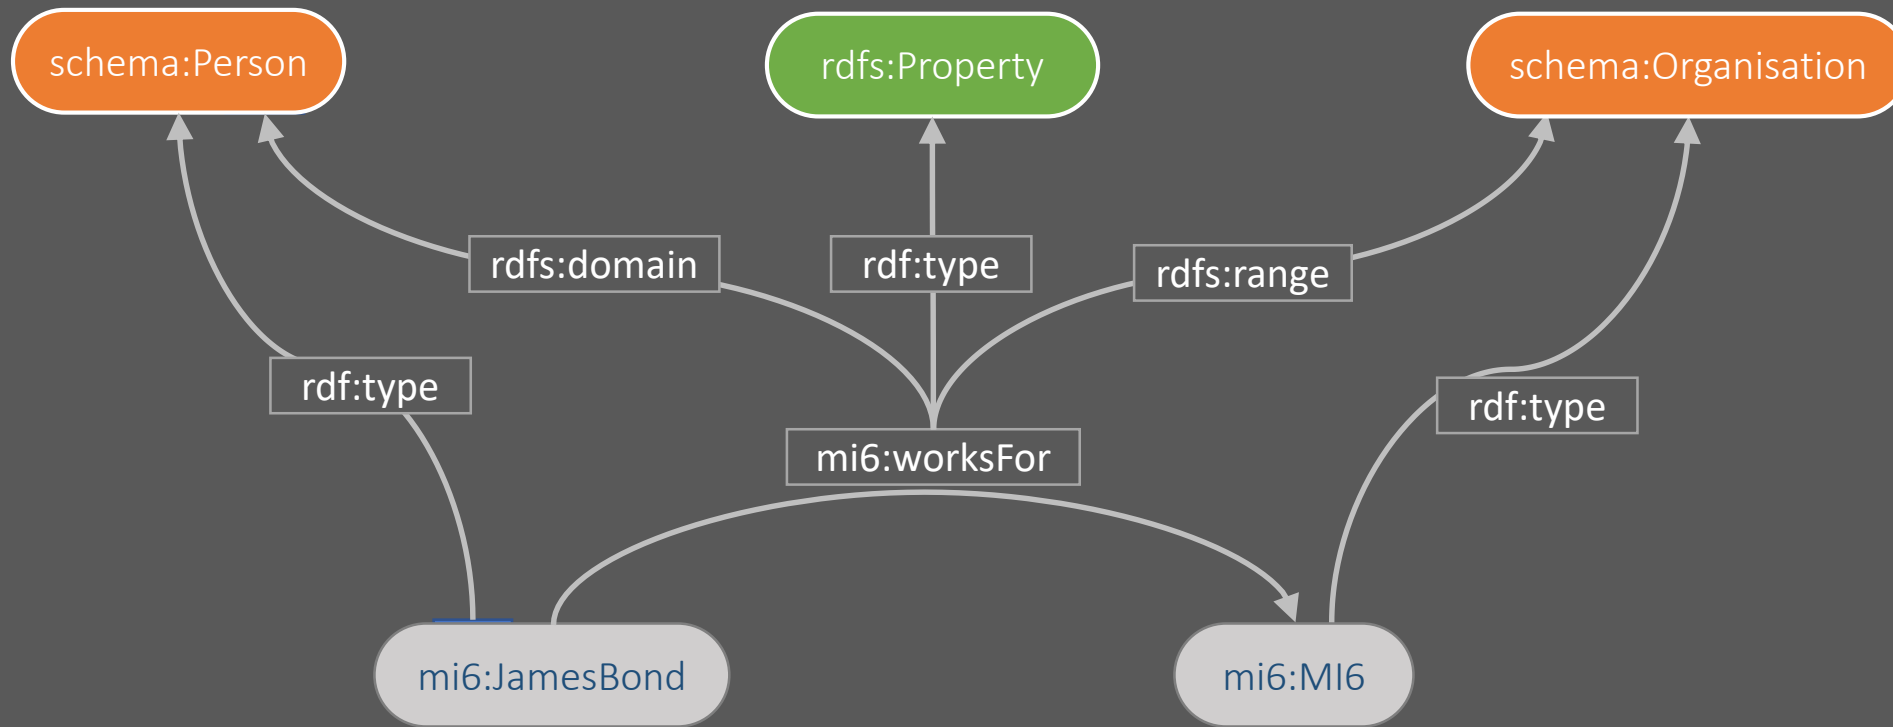 schema:Person
rdfs:Property
schema:Organisation
rdfs:domain
rdf:type
rdfs:range
rdf:type
rdf:type
mi6:worksFor
mi6:JamesBond
mi6:MI6